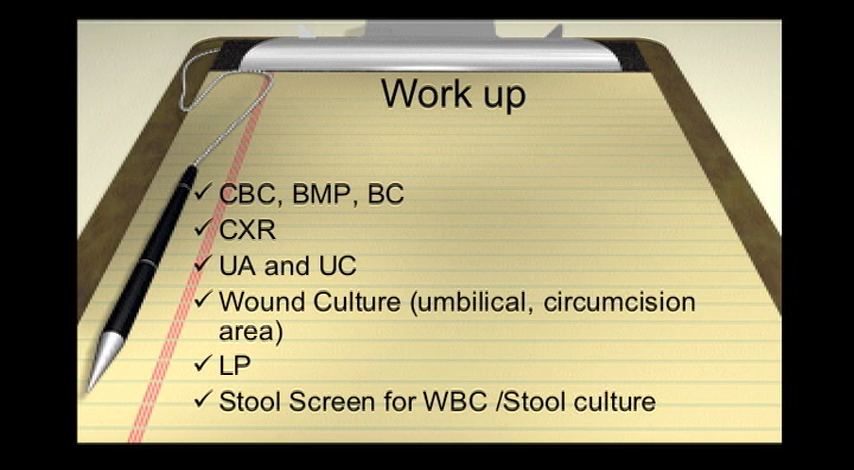 Work up
✓ CBC, BMP, BC
✓ CXR
✓ UA and UC
✓ Wound Culture (umbilical, circumcision
area)
✓ LP
✓ Stool Screen for WBC /Stool culture